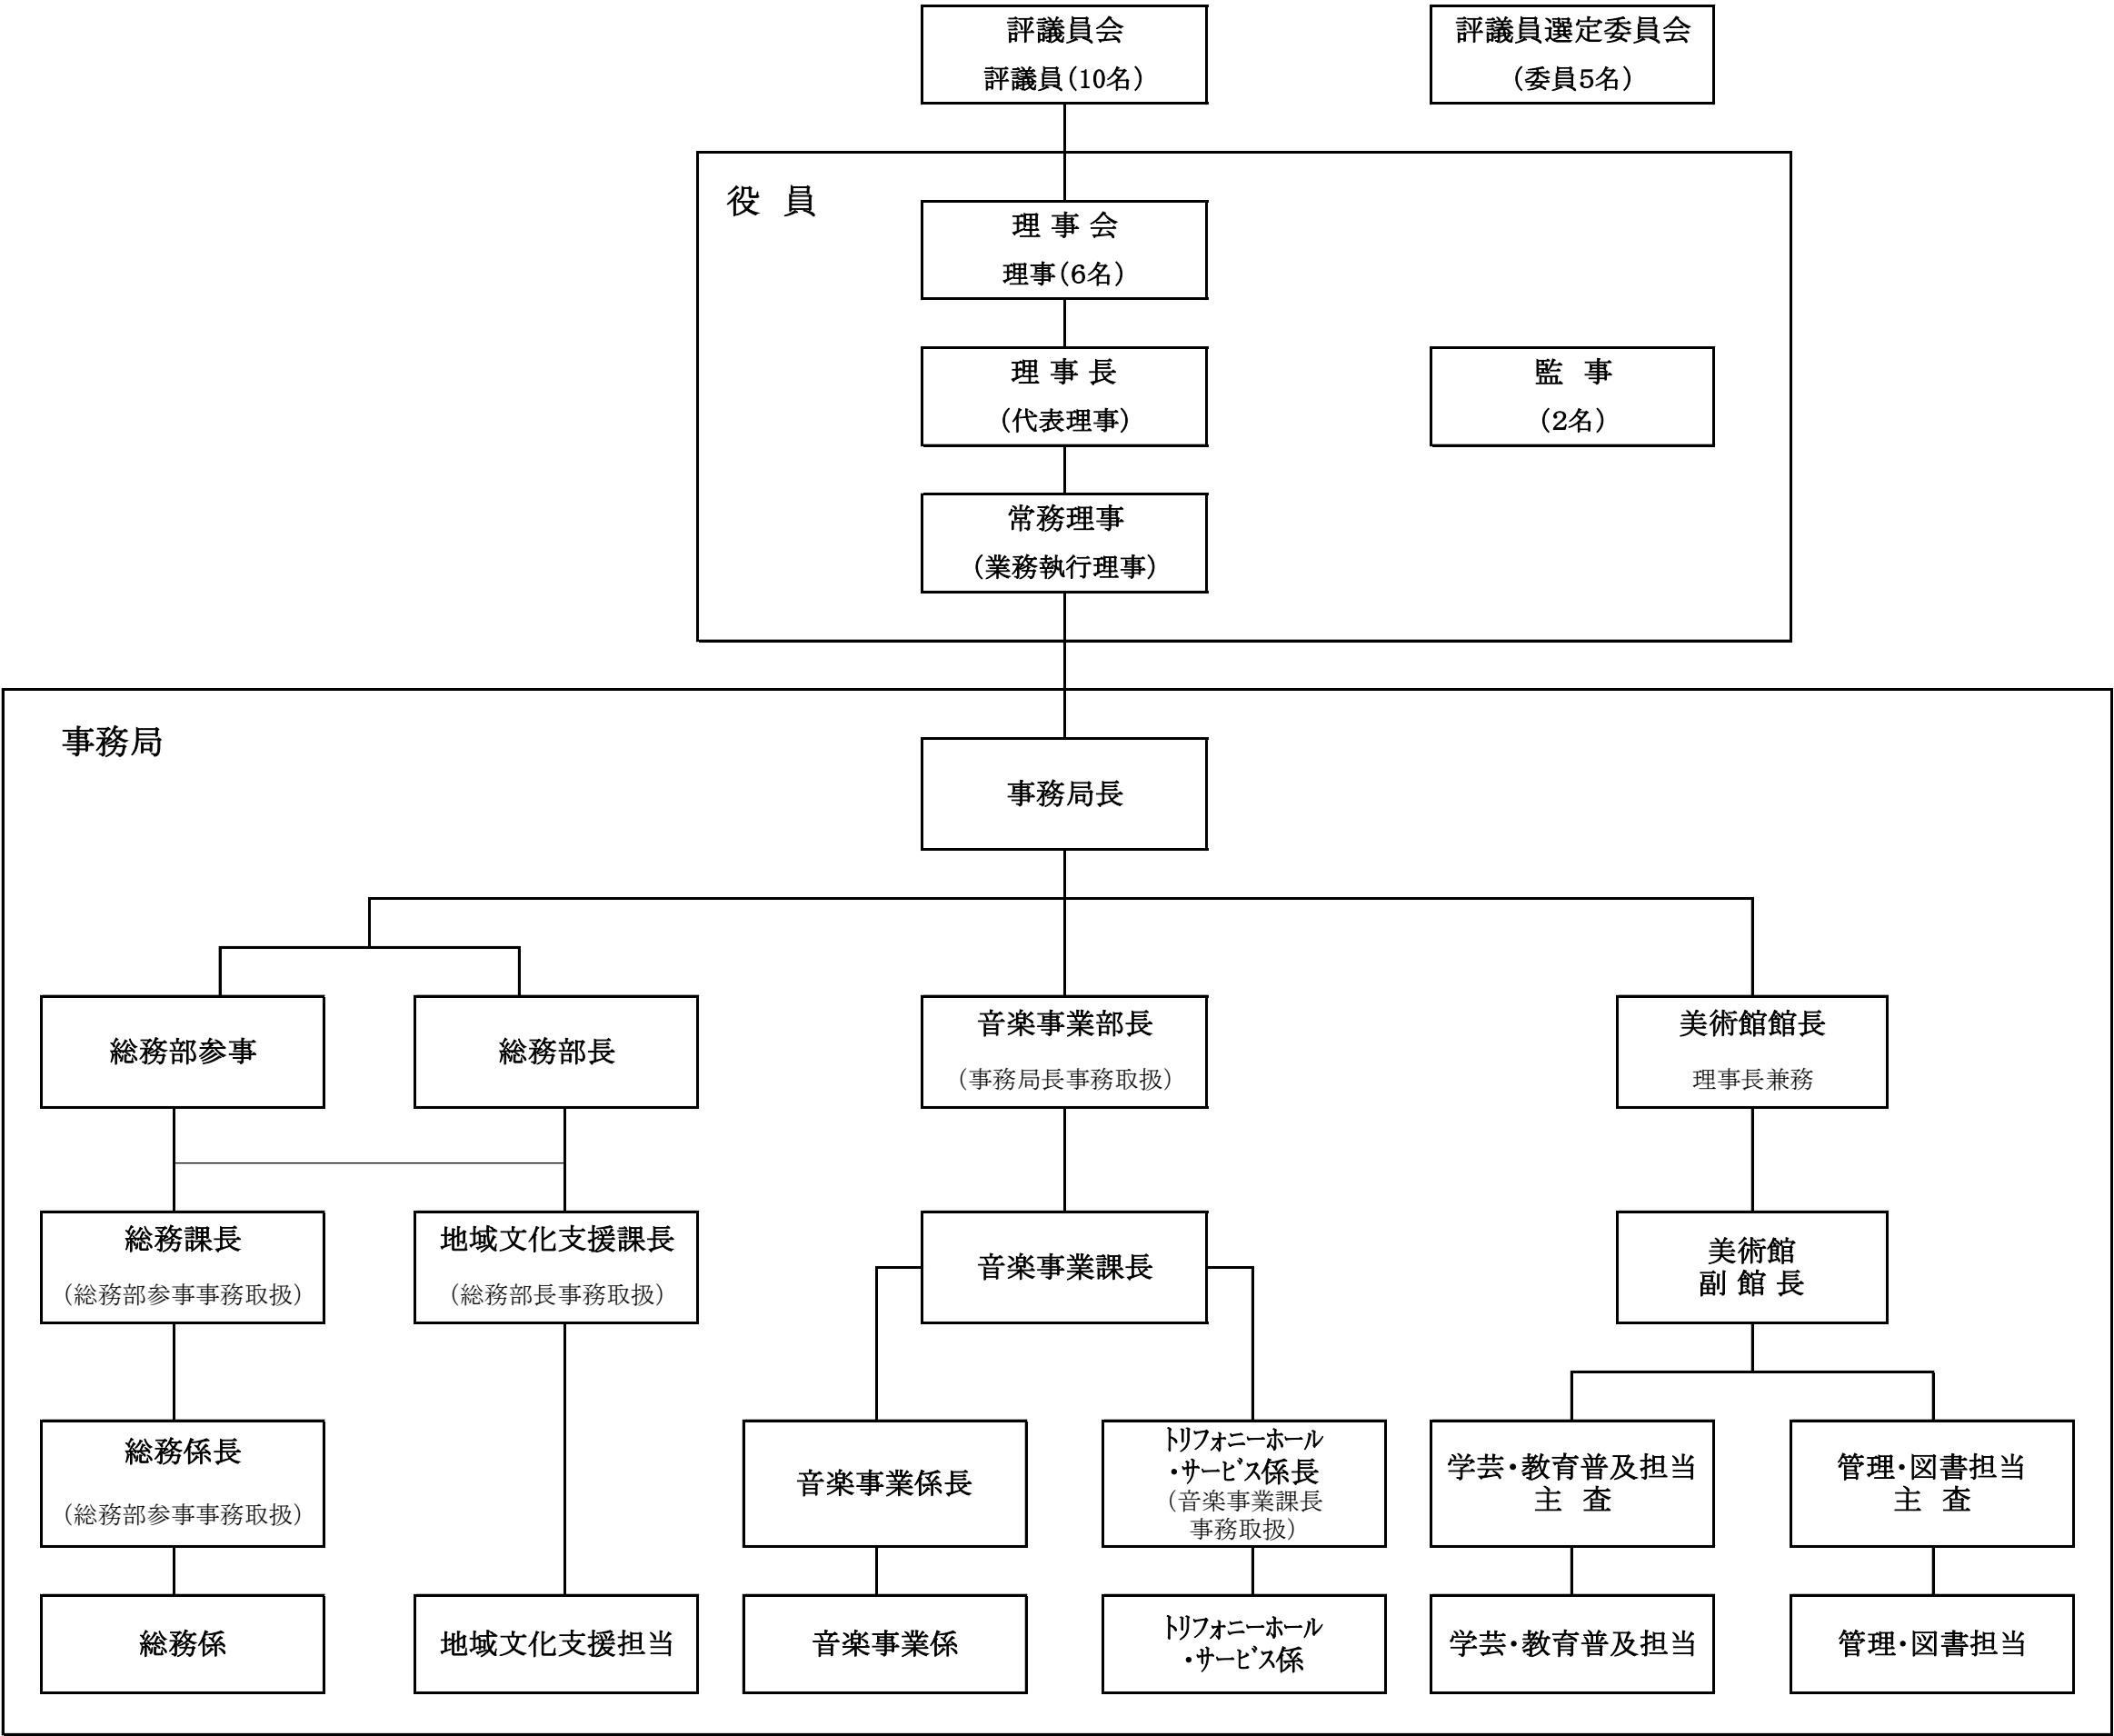 評議員会
評議員(10名)
評議員選定委員会
(委員5名)
役 員
理 事 会
理事(6名)
理 事 長
(代表理事)
監 事
(2名)
常務理事
(業務執行理事)
事務局
事務局長
総務部参事
総務部長
音楽事業部長
(事務局長事務取扱)
美術館館長
理事長兼務
総務課長
(総務部参事事務取扱)
地域文化支援課長
(総務部長事務取扱)
音楽事業課長
美術館
副 館 長
総務係長
(総務部参事事務取扱)
音楽事業係長
ﾄﾘﾌｫﾆｰﾎｰﾙ
・ｻｰﾋﾞｽ係長
(音楽事業課長
事務取扱)
学芸・教育普及担当
主 査
管理・図書担当
主 査
総務係
地域文化支援担当
音楽事業係
ﾄﾘﾌｫﾆｰﾎｰﾙ
・ｻｰﾋﾞｽ係
学芸・教育普及担当
管理・図書担当